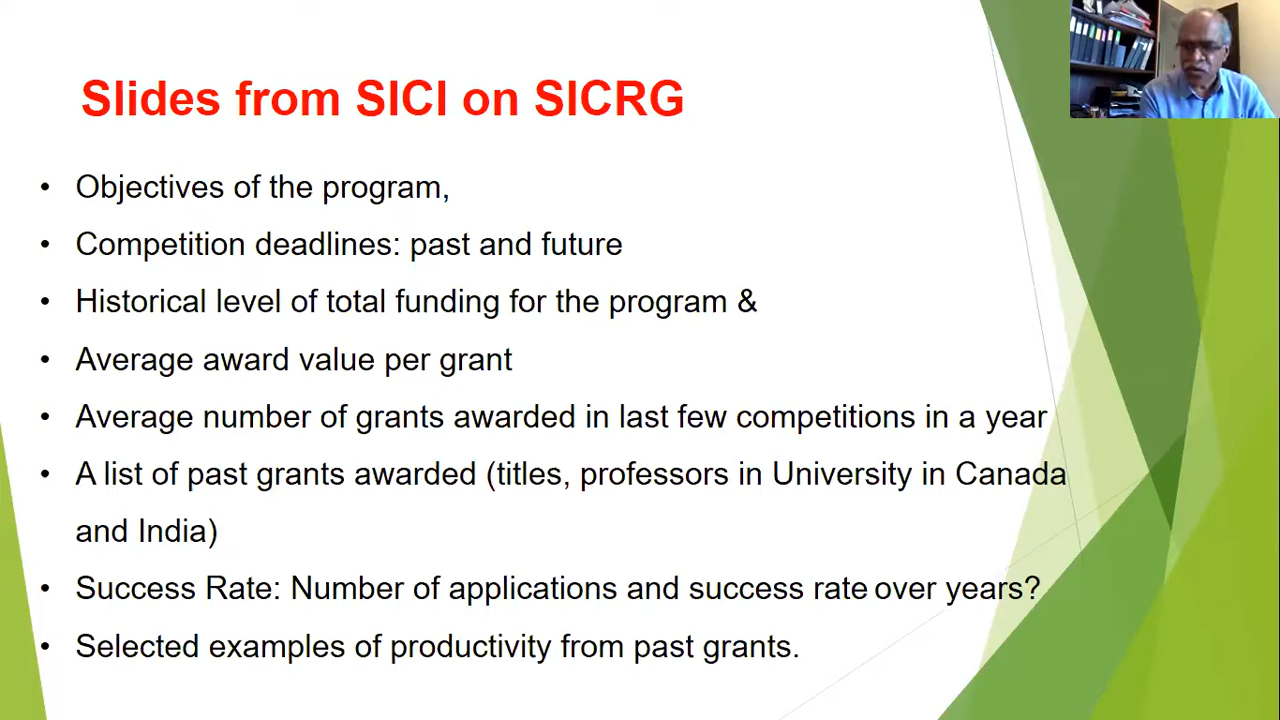 Slides from SICI on SICRG
• Objectives of the program,
• Competition deadlines: past and future
• Historical level of total funding for the program &
• Average award value per grant
• Average number of grants awarded in last few competitions in a year
• A list of past grants awarded (titles, professors in University in Canada
and India)
• Success Rate: Number of applications and success rate over years?
• Selected examples of productivity from past grants.